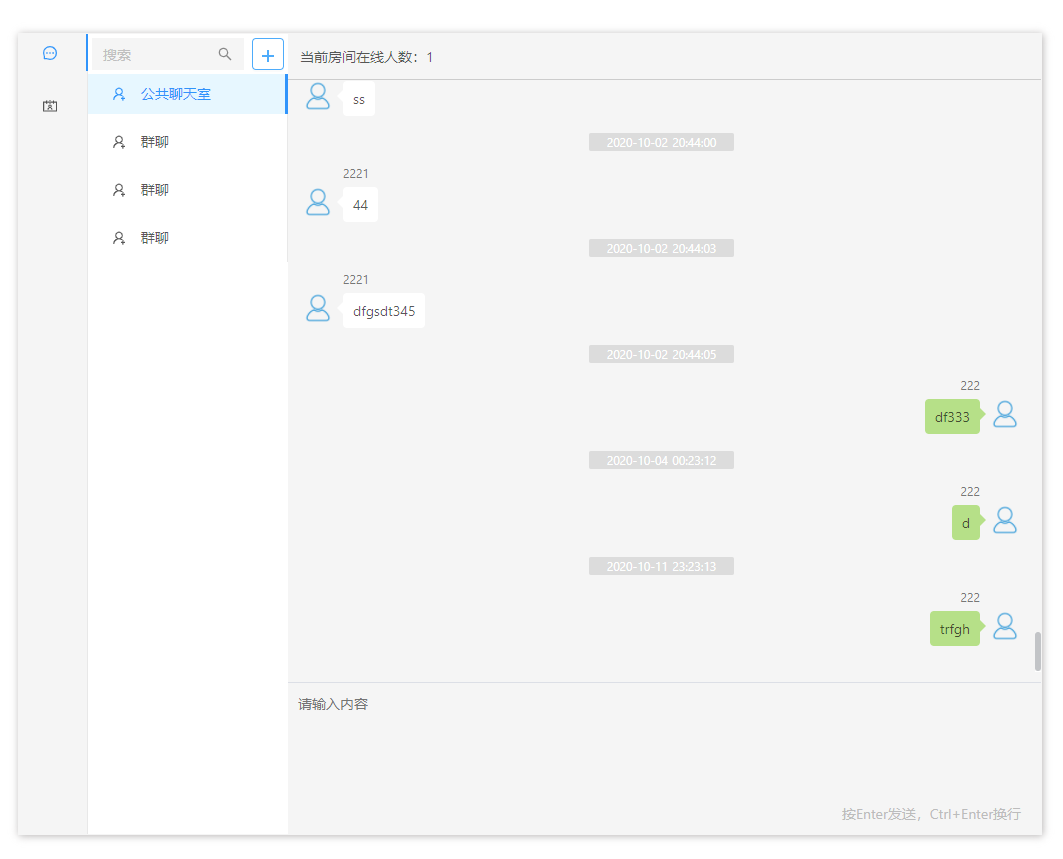 搜索
公共聊天室
群聊
群聊
群聊
当前房间在线人数：1
ss
2020-10-02 20:44:00
2221
44
2020-10-02 20:44:03
2221
dfgsdt345
2020-10-02 20:44:05
222
df333
2020-10-04 00:23:12
222
d
2020-10-11 23:23:13
222
trfgh
请输入内容
按Enter发送，Ctrl+Enter换行